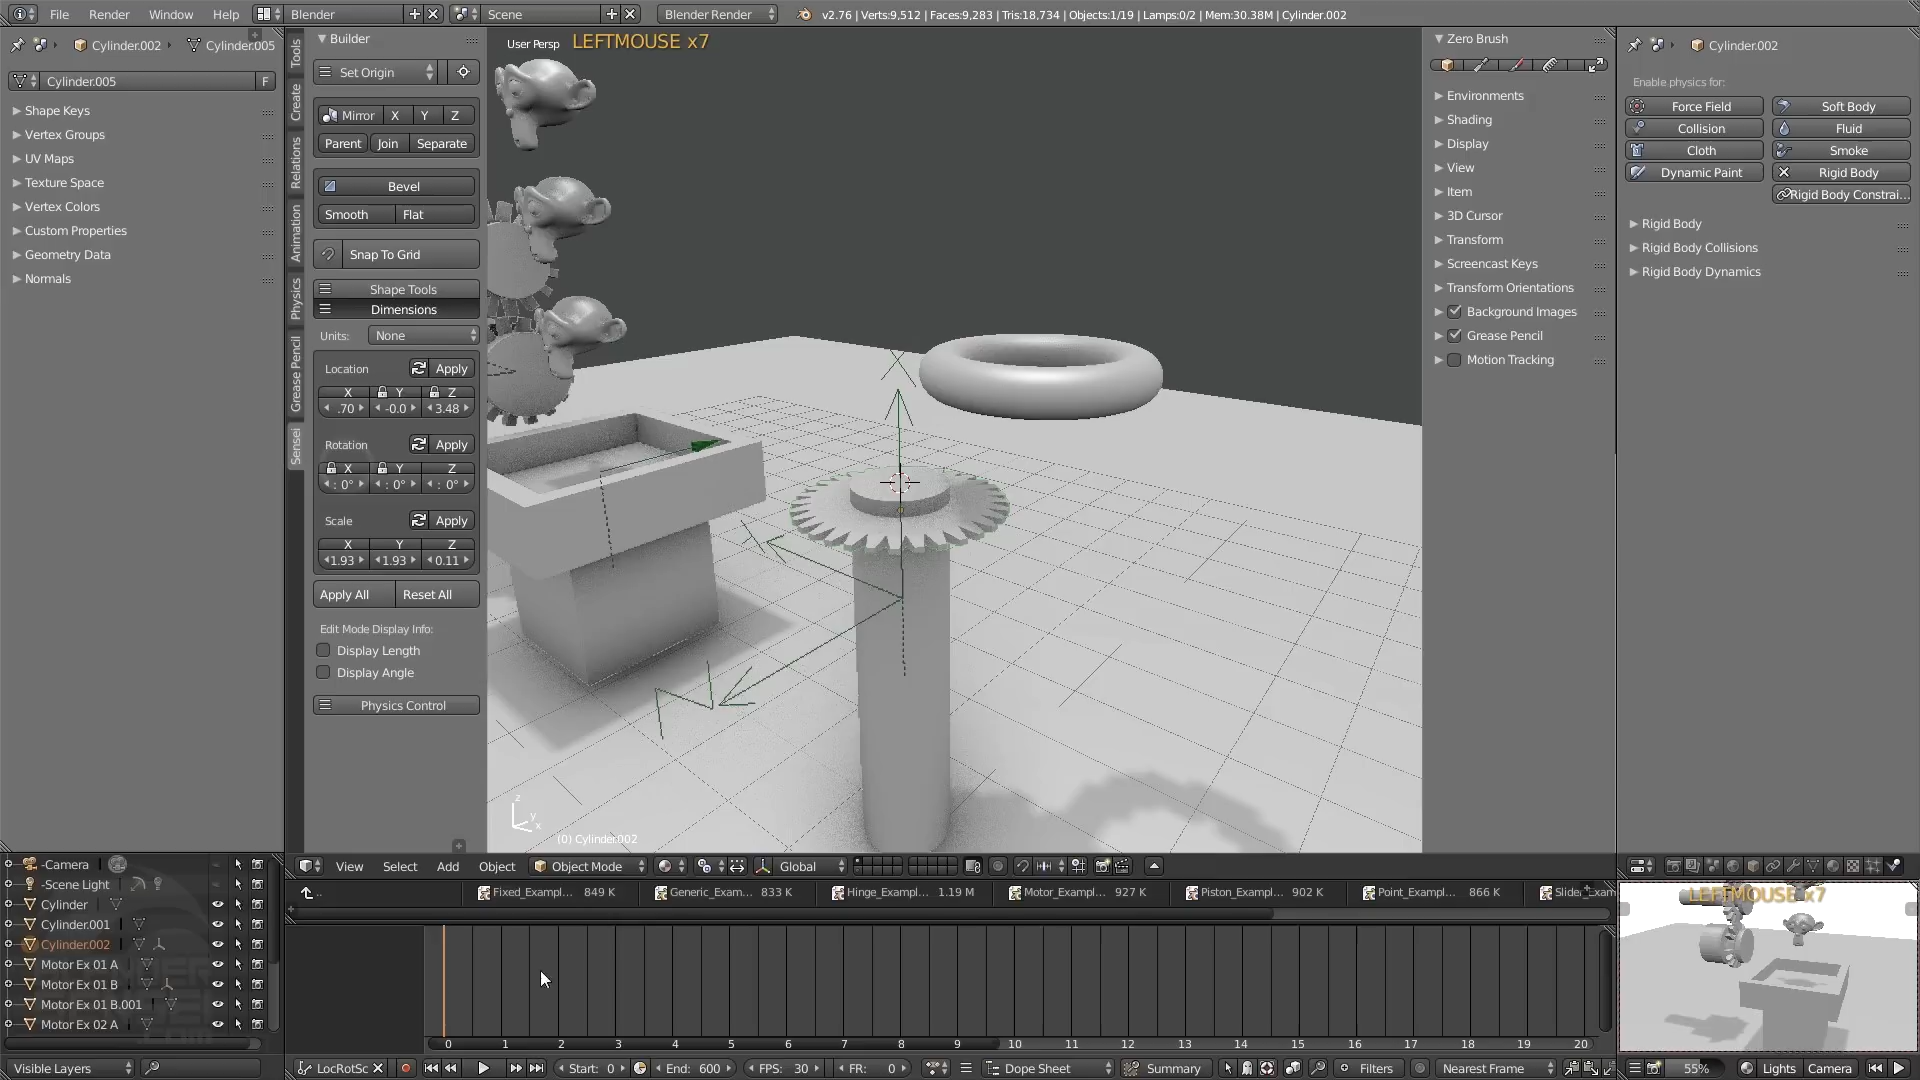 File Render Window Help Blender Scene Blender Render v2.76 | Verts:9,512 | Faces:9,283 | Tris:18,734 | Objects:1/19 | Lamps:0/2 | Mem:30.38M | Cylinder.002
Cylinder.002 Cylinder.005
Cylinder.005 F
Shape Keys
Vertex Groups
UV Maps
Texture Space
Vertex Colors
Custom Properties
Geometry Data
Normals
Tools
Create
Relations
Animation
Physics
Grease Pencil
Sensei
Builder
Set Origin
Mirror X Y Z
Parent Join Separate
Bevel
Smooth Flat
Snap To Grid
Shape Tools
Dimensions
Units: None
Location Apply
X Y Z
.70 -0.0 3.48
Rotation Apply
X Y Z
: 0° : 0° : 0°
Scale Apply
X Y Z
1.93 1.93 0.11
Apply All Reset All
Edit Mode Display Info:
Display Length
Display Angle
Physics Control
User Persp LEFTMOUSE x7
X
z
y
x
(0) Cylinder.002
Zero Brush
Environments
Shading
Display
View
Item
3D Cursor
Transform
Screencast Keys
Transform Orientations
Background Images
Grease Pencil
Motion Tracking
Cylinder.002
Enable physics for:
Force Field Soft Body
Collision Fluid
Cloth Smoke
Dynamic Paint Rigid Body
Rigid Body Constrai...
Rigid Body
Rigid Body Collisions
Rigid Body Dynamics
View Select Add Object Object Mode Global
.. Fixed_Exampl... 849 K Generic_Exam... 833 K Hinge_Exampl... 1.19 M Motor_Exampl... 927 K Piston_Exampl... 902 K Point_Exampl... 866 K
-Camera
-Scene Light
Cylinder
Cylinder.001
Cylinder.002
Motor Ex 01 A
Motor Ex 01 B
Motor Ex 01 B.001
Motor Ex 02 A
LEFTMOUSE x7
0 1 2 3 4 5 6 7 8 9 10 11 12 13 14 15 16 17 18 19 20
Visible Layers LocRotSc Start: 0 End: 600 FPS: 30 FR: 0 Dope Sheet Summary Filters Nearest Frame 55% Lights Camera